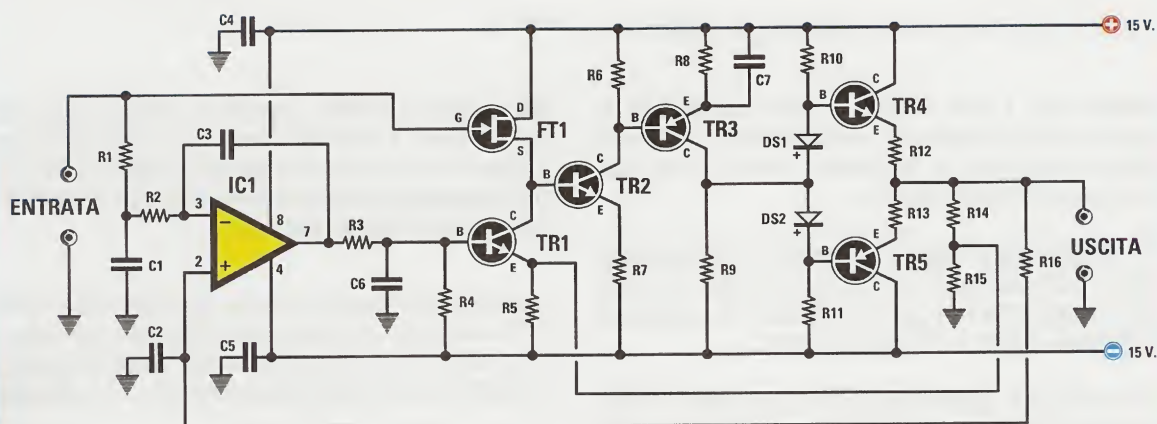 C4
+ 15 V.
R6
R8
C7
R10
C
B
TR4
E
G
D
S
FT1
B
E
C
TR3
DS1
+
R12
R1
C3
R2
IC1
3
−
8
7
2
+
4
ENTRATA
C1
R3
C6
R4
B
C
E
TR1
R5
B
C
E
TR2
R7
R9
DS2
+
R13
R14
B
E
C
TR5
R11
R15
R16
USCITA
C2
C5
− 15 V.